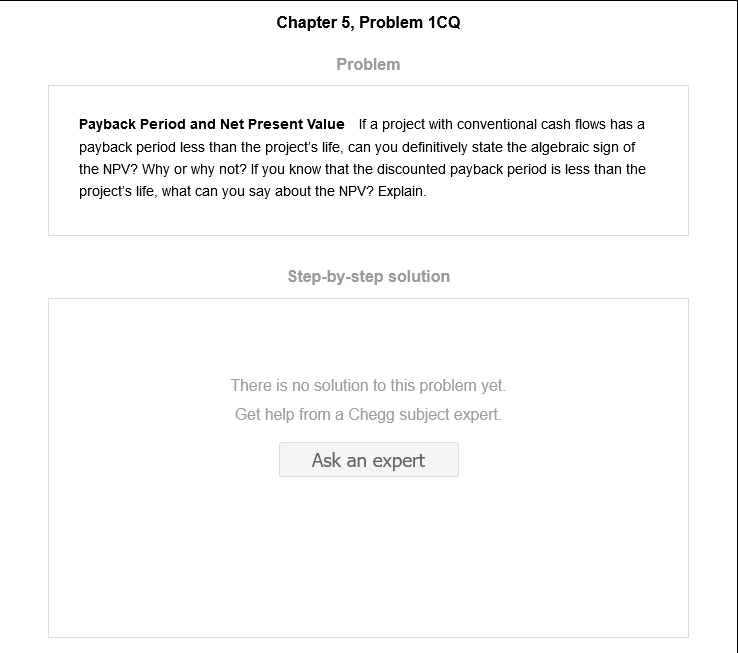 Chapter 5, Problem 1CQ
Problem
Payback Period and Net Present Value If a project with conventional cash flows has a
payback period less than the project's life, can you definitively state the algebraic sign of
the NPV? Why or why not? If you know that the discounted payback period is less than the
project's life, what can you say about the NPV? Explain.
Step-by-step solution
There is no solution to this problem yet.
Get help from a Chegg subject expert.
Ask an expert